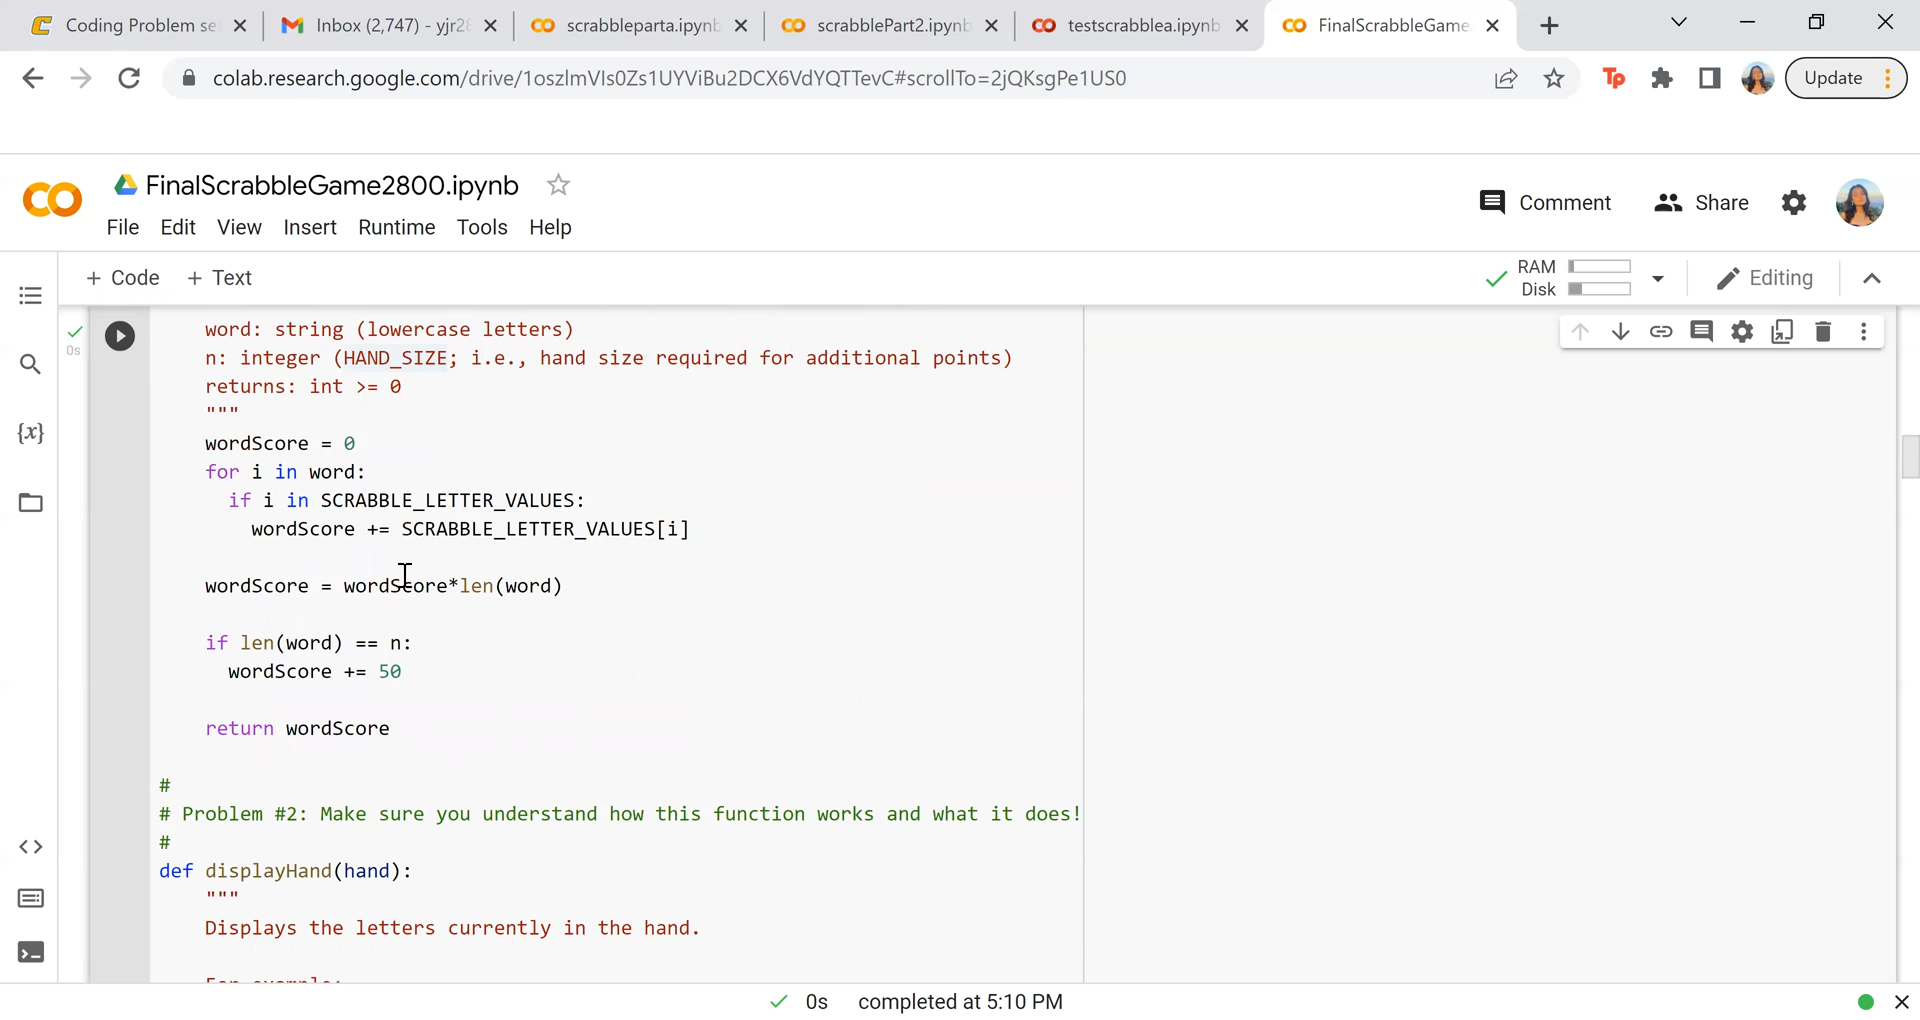 Coding Problem se
Inbox (2,747) - yjr28
scrabbleparta.ipynb
scrabblePart2.ipynb
testscrabblea.ipynb
FinalScrabbleGame
colab.research.google.com/drive/1oszlmVIs0Zs1UYViBu2DCX6VdYQTTevC#scrollTo=2jQKsgPe1US0
Update
FinalScrabbleGame2800.ipynb
Comment
Share
File Edit View Insert Runtime Tools Help
+ Code + Text
RAM
Disk
Editing
0s
word: string (lowercase letters)
n: integer (HAND_SIZE; i.e., hand size required for additional points)
returns: int >= 0
"""
wordScore = 0
for i in word:
if i in SCRABBLE_LETTER_VALUES:
wordScore += SCRABBLE_LETTER_VALUES[i]
wordScore = wordScore*len(word)
if len(word) == n:
wordScore += 50
return wordScore
#
# Problem #2: Make sure you understand how this function works and what it does!
#
def displayHand(hand):
"""
Displays the letters currently in the hand.
For example:
0s completed at 5:10 PM